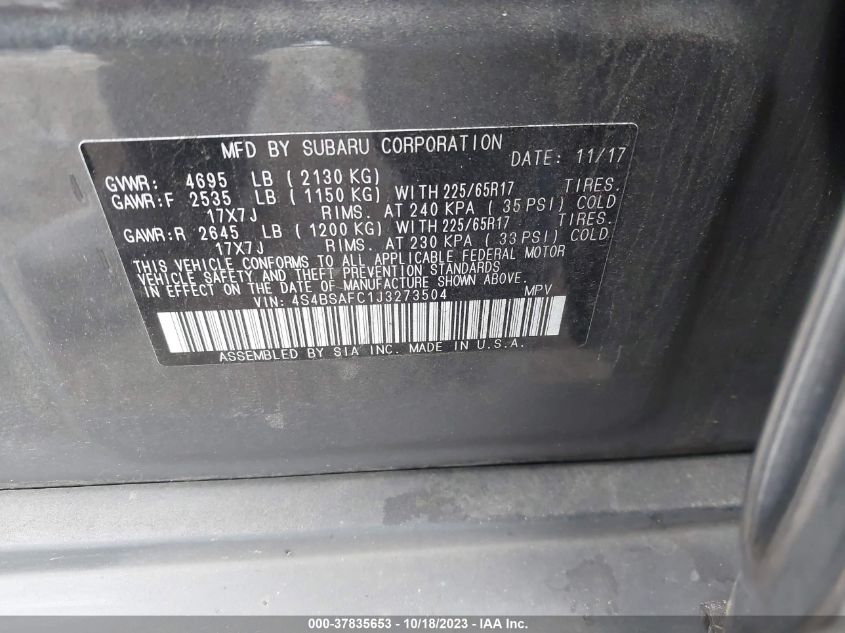 MFD BY SUBARU CORPORATION DATE: 11/17
GVWR: 4695 LB ( 2130 KG)
GAWR:F 2535 LB ( 1150 KG) WITH 225/65R17 TIRES.
17X7J RIMS. AT 240 KPA ( 35 PSI) COLD
GAWR:R 2645 LB ( 1200 KG) WITH 225/65R17 TIRES.
17X7J RIMS. AT 230 KPA ( 33 PSI) COLD
THIS VEHICLE CONFORMS TO ALL APPLICABLE FEDERAL MOTOR
VEHICLE SAFETY AND THEFT PREVENTION STANDARDS
IN EFFECT ON THE DATE OF MANUFACTURE SHOWN ABOVE.
VIN: 4S4BSAFC1J3273504 MPV
ASSEMBLED BY SIA INC. MADE IN U.S.A.
000-37835653 - 10/18/2023 - IAA Inc.